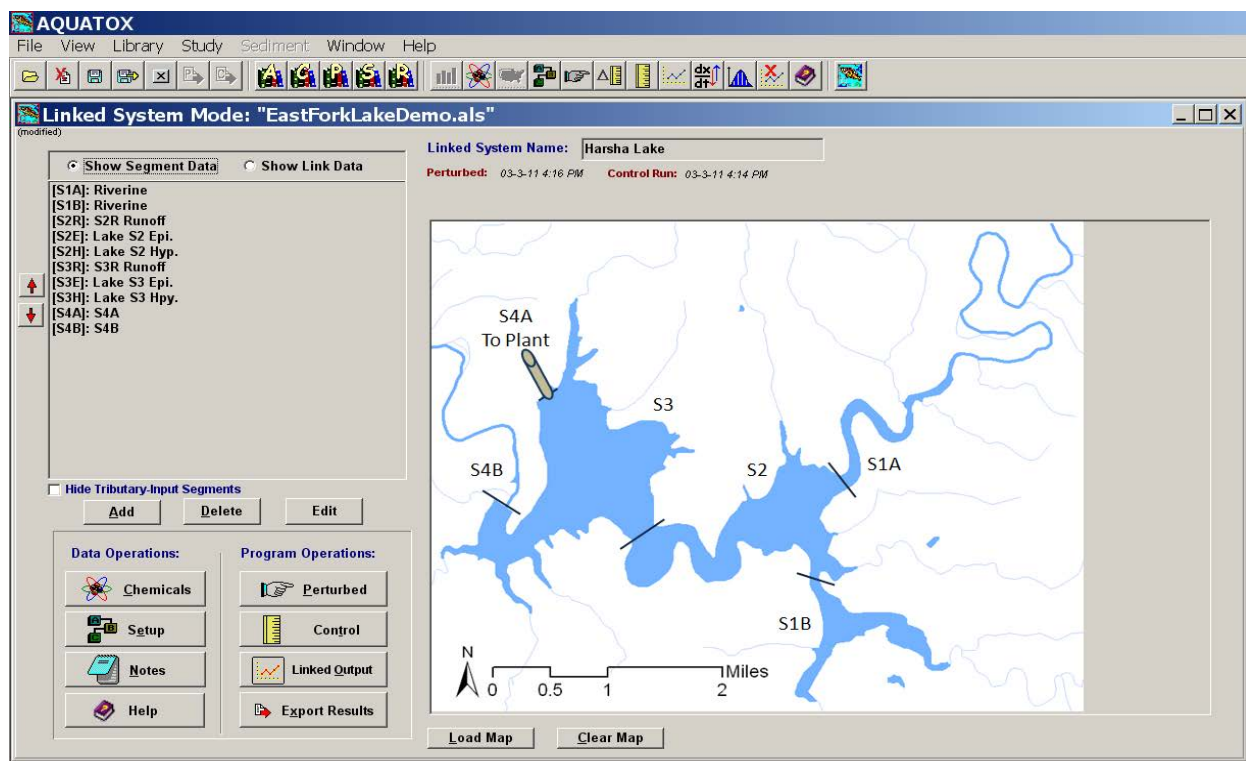 AQUATOX
File View Library Study Sediment Window Help
Linked System Mode: "EastForkLakeDemo.als"
(modified)
Show Segment Data Show Link Data
[S1A]: Riverine
[S1B]: Riverine
[S2R]: S2R Runoff
[S2E]: Lake S2 Epi.
[S2H]: Lake S2 Hyp.
[S3R]: S3R Runoff
[S3E]: Lake S3 Epi.
[S3H]: Lake S3 Hpy.
[S4A]: S4A
[S4B]: S4B
Hide Tributary-Input Segments
Add Delete Edit
Data Operations: Program Operations:
Chemicals Perturbed
Setup Control
Notes Linked Output
Help Export Results
Linked System Name: Harsha Lake
Perturbed: 03-3-11 4:16 PM Control Run: 03-3-11 4:14 PM
S4A
To Plant
S3
S4B
S2
S1A
S1B
N
Miles
0 0.5 1 2
Load Map Clear Map